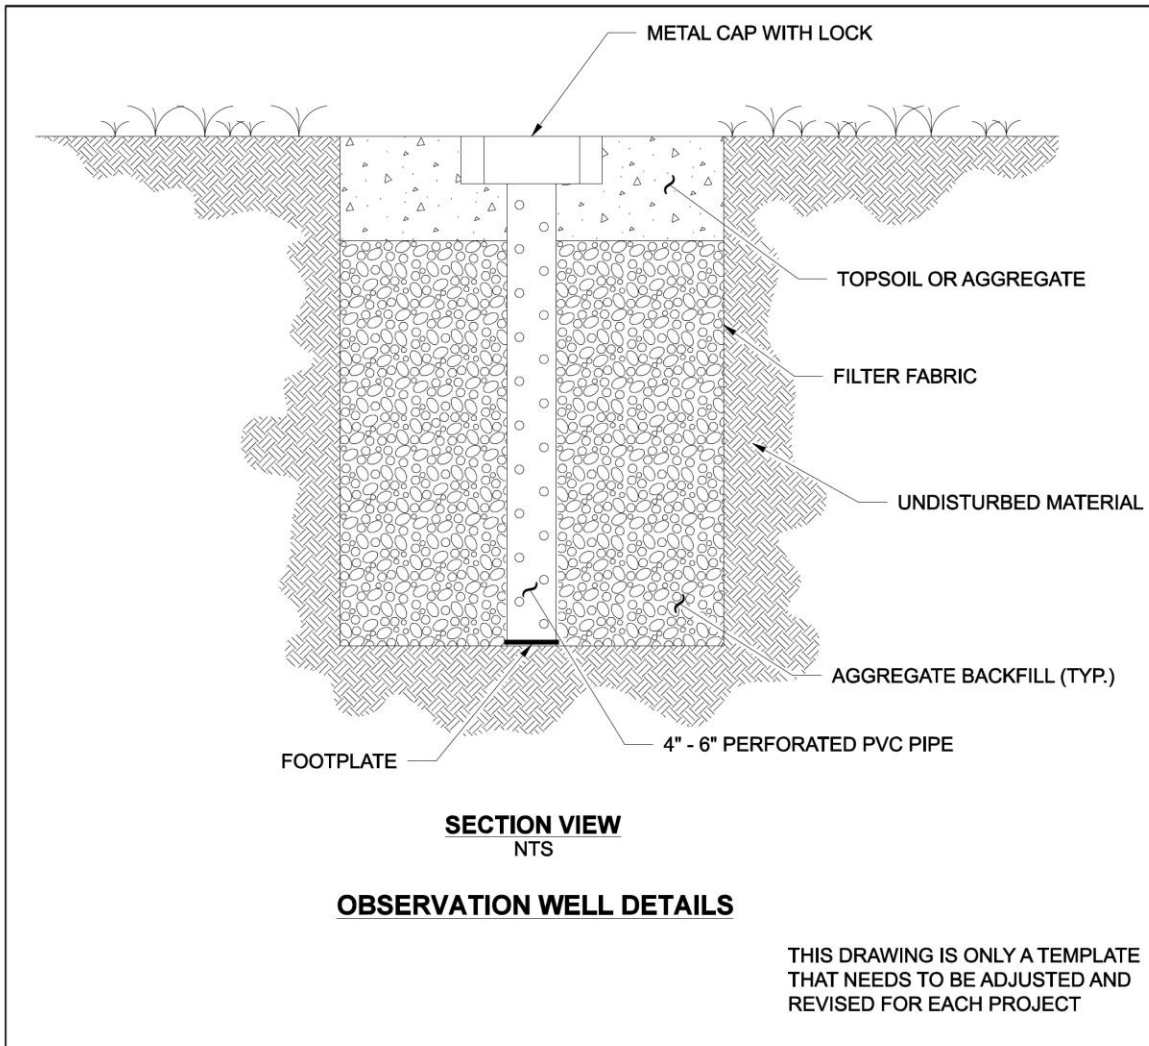 METAL CAP WITH LOCK
TOPSOIL OR AGGREGATE
FILTER FABRIC
UNDISTURBED MATERIAL
AGGREGATE BACKFILL (TYP.)
4" - 6" PERFORATED PVC PIPE
FOOTPLATE
SECTION VIEW
NTS
OBSERVATION WELL DETAILS
THIS DRAWING IS ONLY A TEMPLATE
THAT NEEDS TO BE ADJUSTED AND
REVISED FOR EACH PROJECT